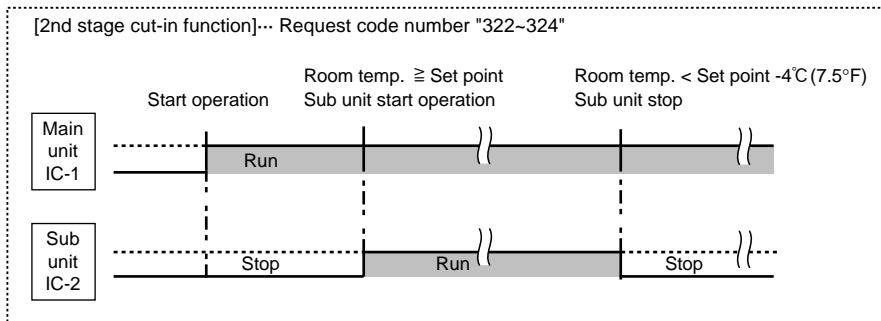 [2nd stage cut-in function]··· Request code number "322~324"
Room temp. ≧ Set point
Room temp. < Set point -4℃ (7.5°F)
Start operation
Sub unit start operation
Sub unit stop
Main
unit
IC-1
Run
Sub
unit
IC-2
Stop
Run
Stop